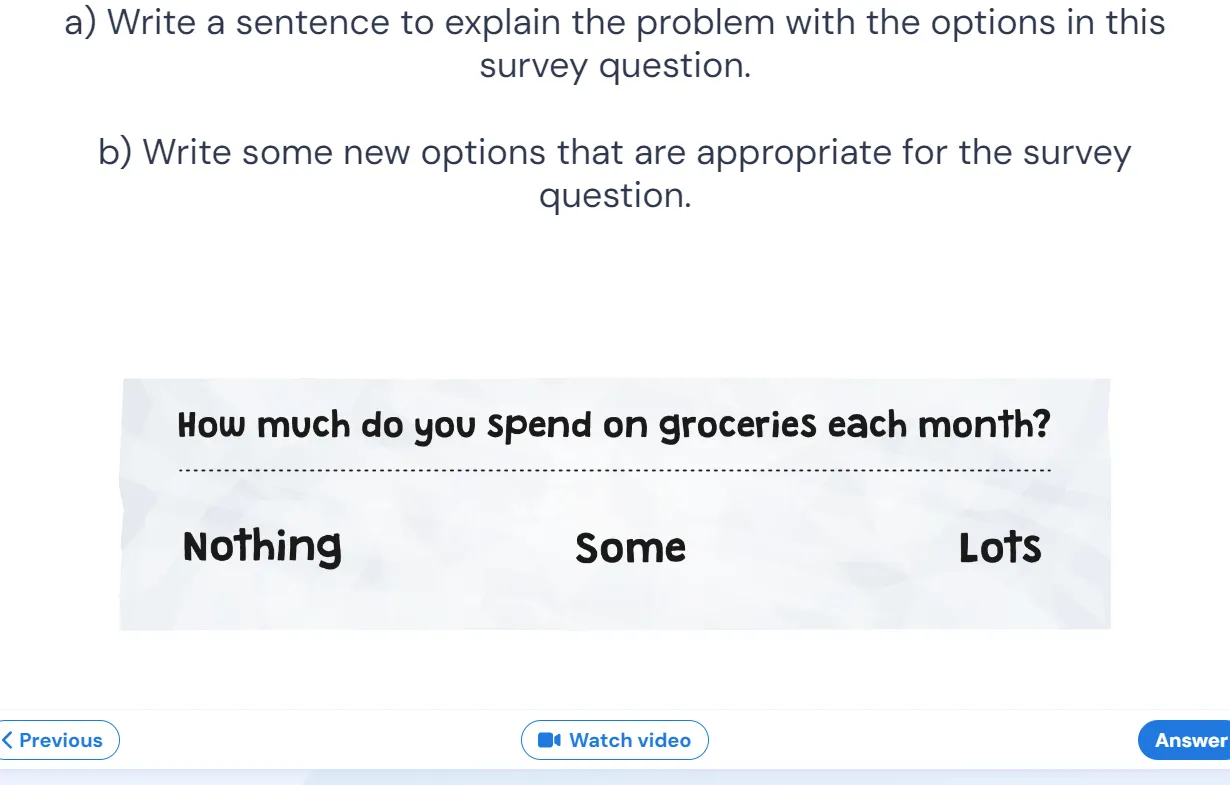 a) Write a sentence to explain the problem with the options in this
survey question.
b) Write some new options that are appropriate for the survey
question.
How much do you spend on groceries each month?
Nothing Some Lots
Previous Watch video Answer